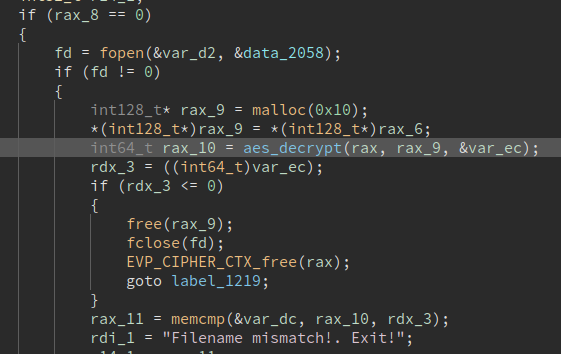 if (rax_8 == 0)
{
fd = fopen(&var_d2, &data_2058);
if (fd != 0)
{
int128_t* rax_9 = malloc(0x10);
*(int128_t*)rax_9 = *(int128_t*)rax_6;
int64_t rax_10 = aes_decrypt(rax, rax_9, &var_ec);
rdx_3 = ((int64_t)var_ec);
if (rdx_3 <= 0)
{
free(rax_9);
fclose(fd);
EVP_CIPHER_CTX_free(rax);
goto label_1219;
}
rax_11 = memcmp(&var_dc, rax_10, rdx_3);
rdi_1 = "Filename mismatch!. Exit!";